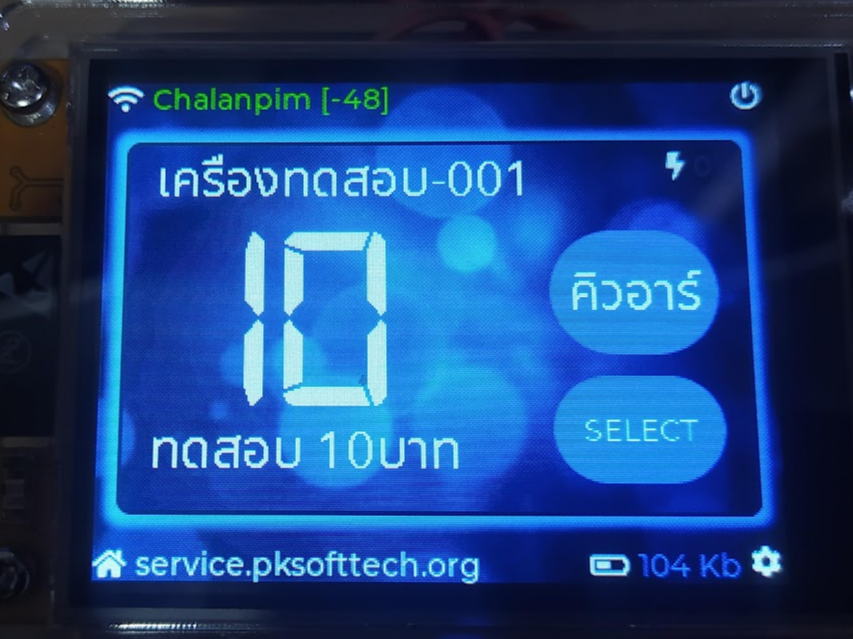 Chalanpim [-48]
เครื่องทดสอบ-001
10
คิวอาร์
SELECT
ทดสอบ 10บาท
service.pksofttech.org
104 Kb